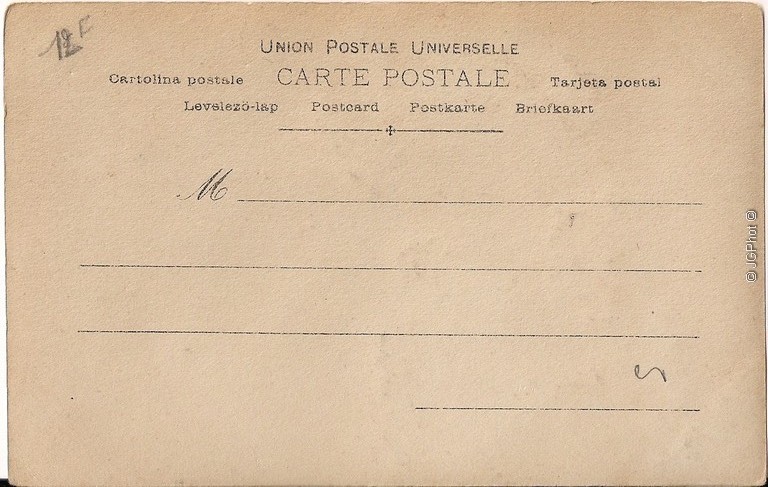 12F
UNION POSTALE UNIVERSELLE
Cartolina postale CARTE POSTALE Tarjeta postal
Levelező-lap Postcard Postkarte Briefkaart
M
© JGPhot ©